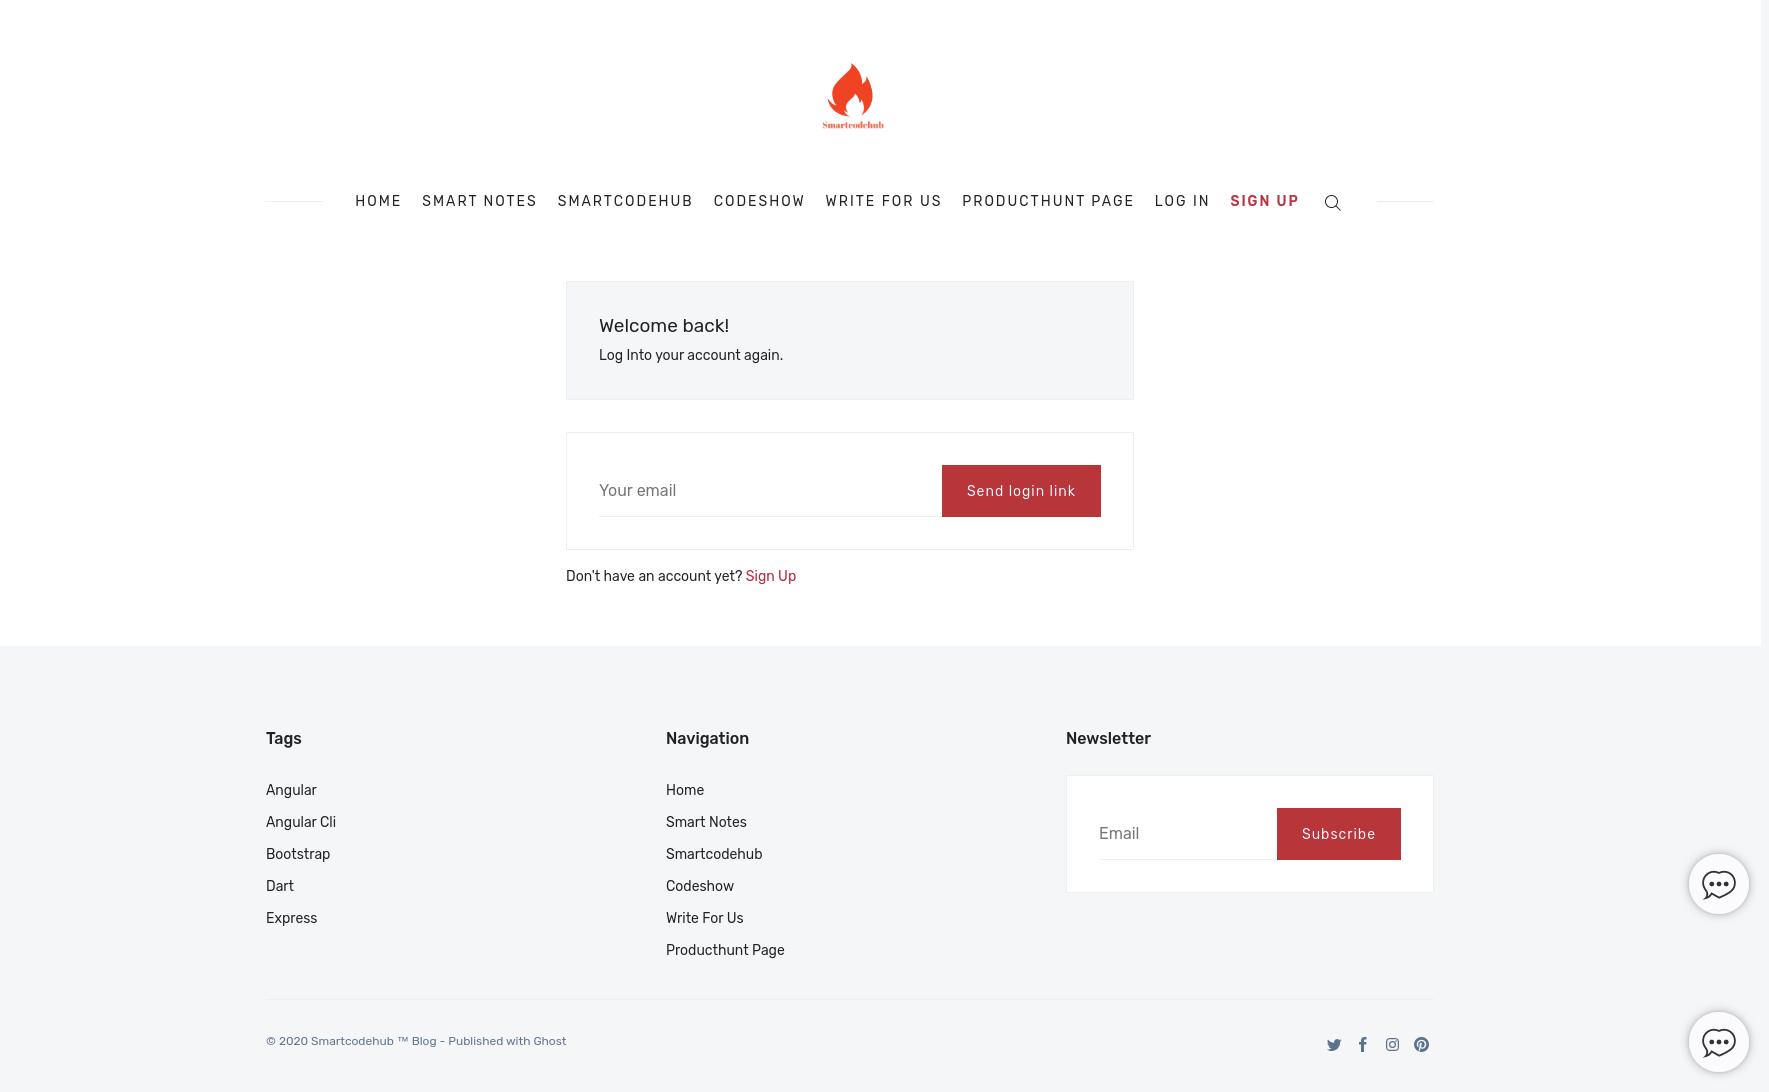 Smartcodehub
HOME SMART NOTES SMARTCODEHUB CODESHOW WRITE FOR US PRODUCTHUNT PAGE LOG IN SIGN UP
Welcome back!
Log Into your account again.
Your email
Send login link
Don't have an account yet? Sign Up
Tags
Angular
Angular Cli
Bootstrap
Dart
Express
Navigation
Home
Smart Notes
Smartcodehub
Codeshow
Write For Us
Producthunt Page
Newsletter
Email
Subscribe
© 2020 Smartcodehub ™ Blog - Published with Ghost